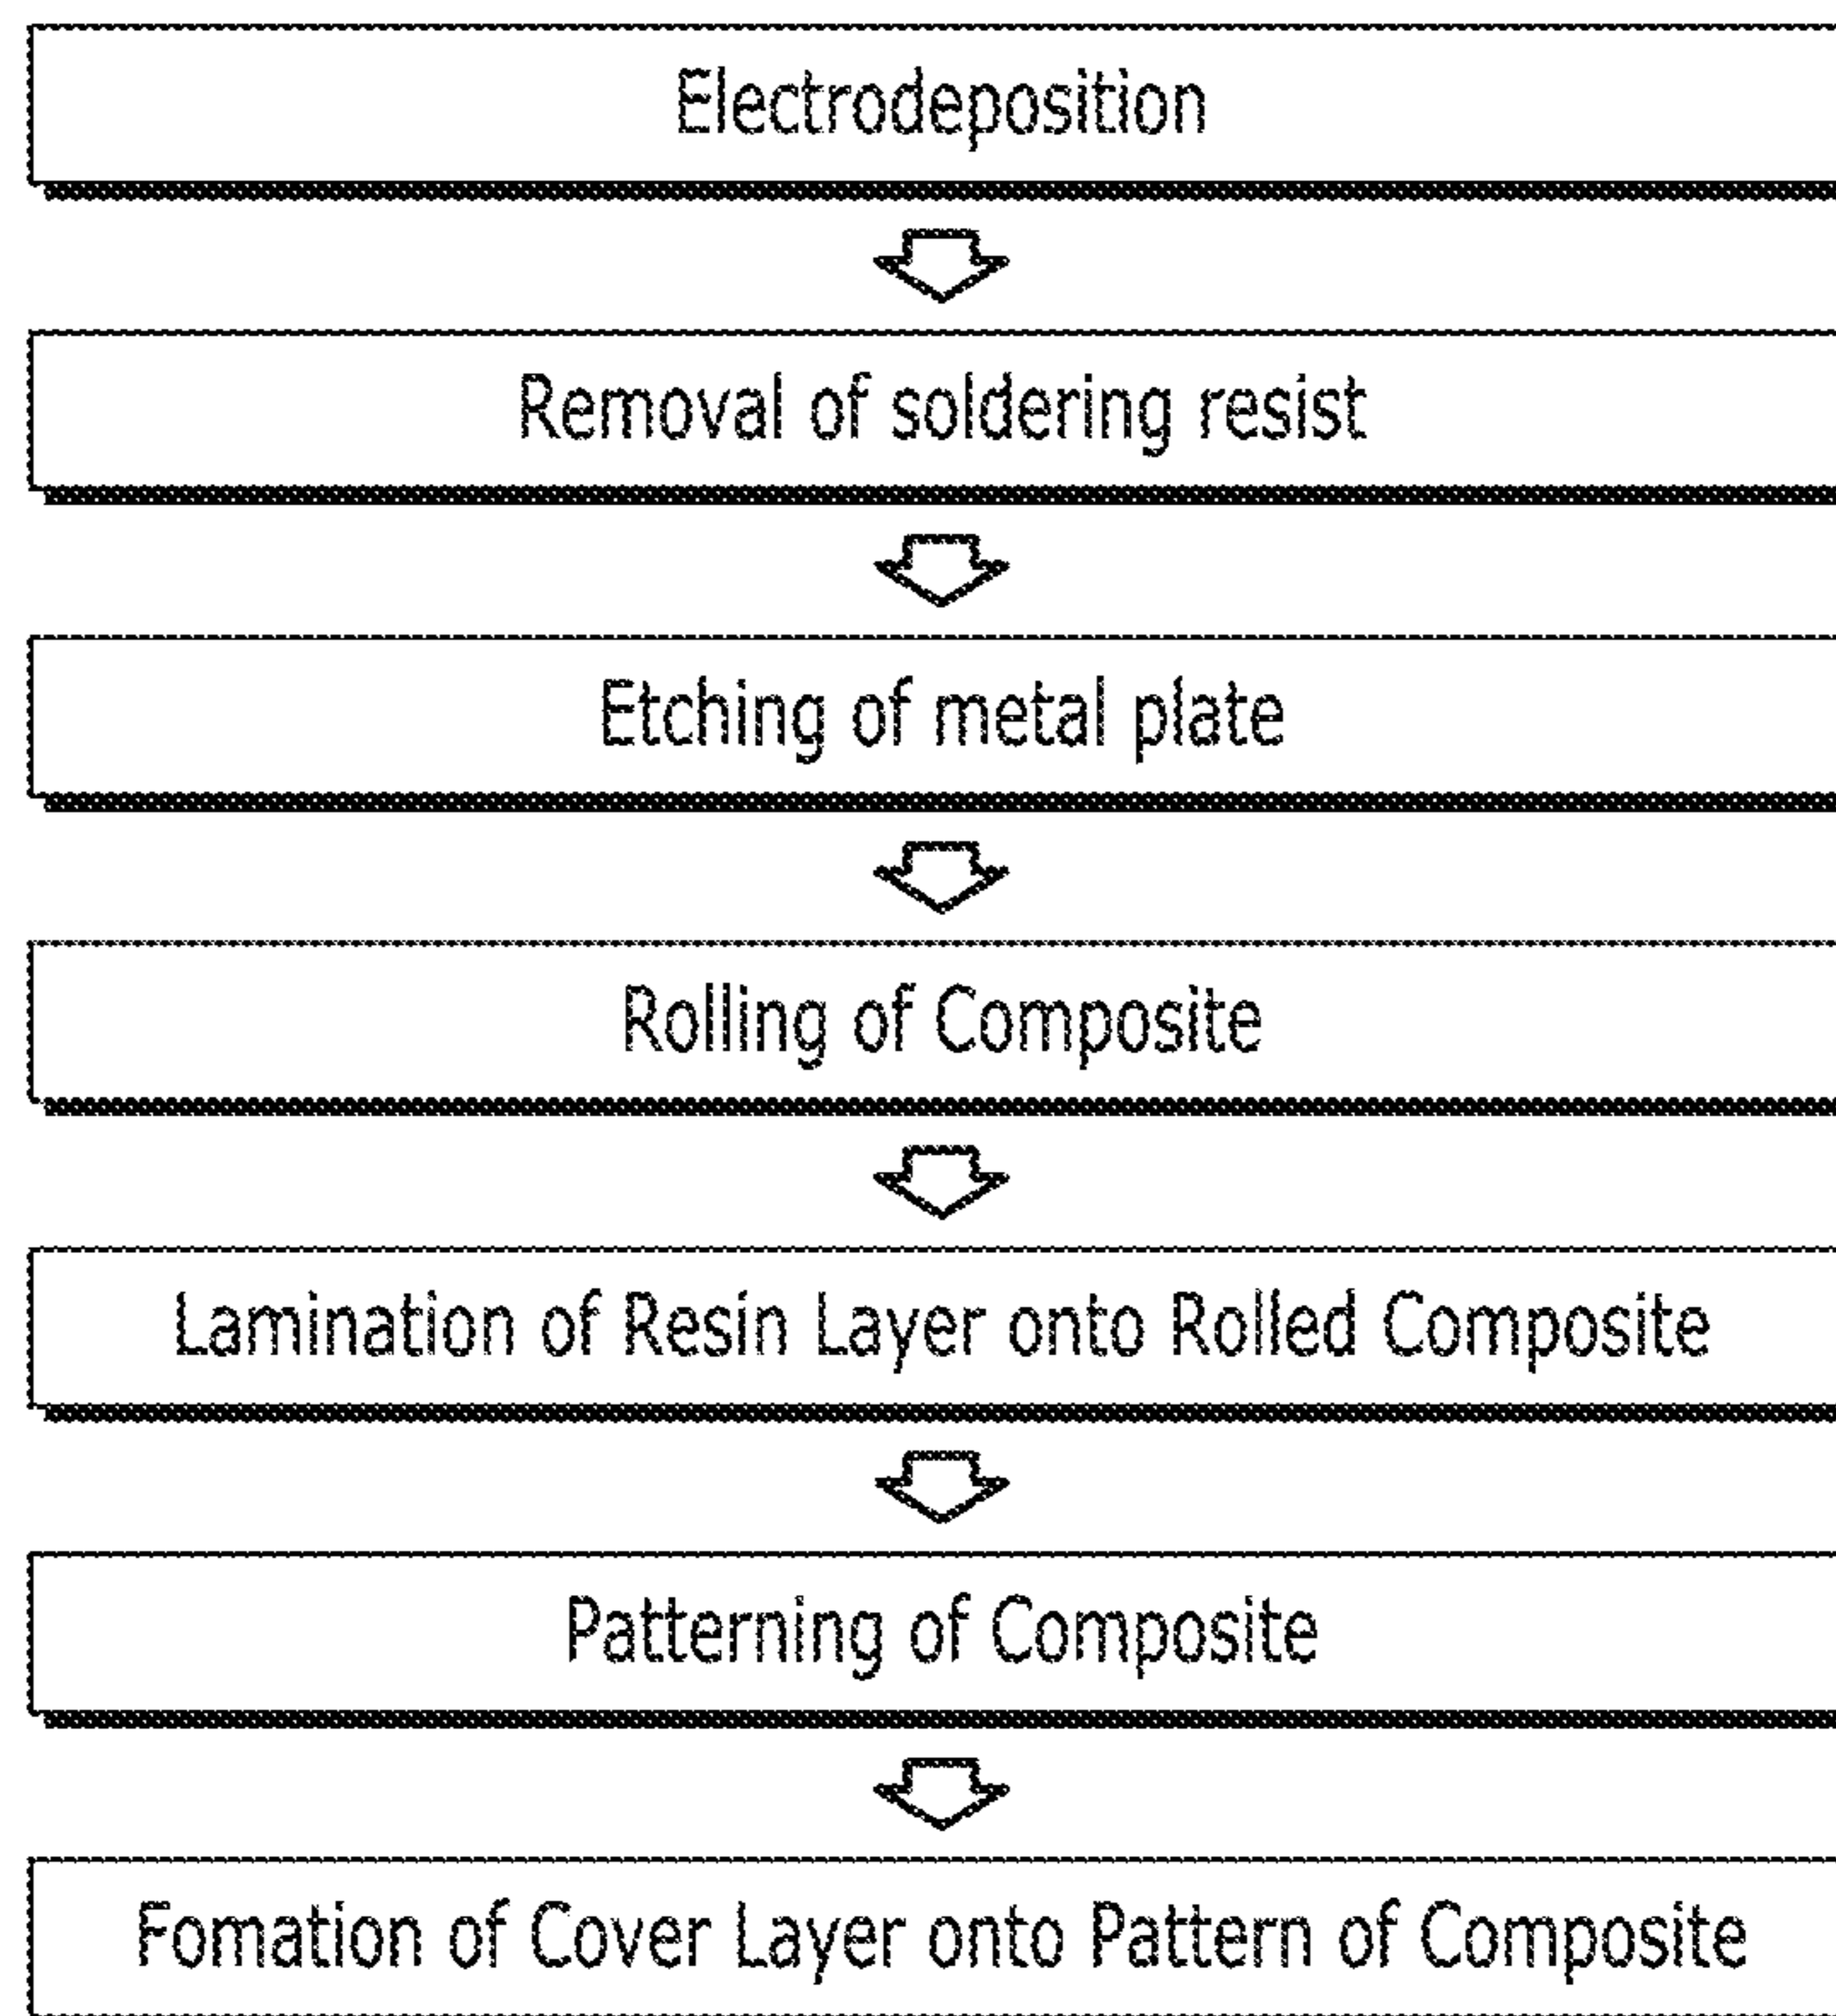 Electrodeposition
Removal of soldering resist
Etching of metal plate
Rolling of Composite
Lamination of Resin Layer onto Rolled Composite
Patterning of Composite
Fomation of Cover Layer onto Pattern of Composite